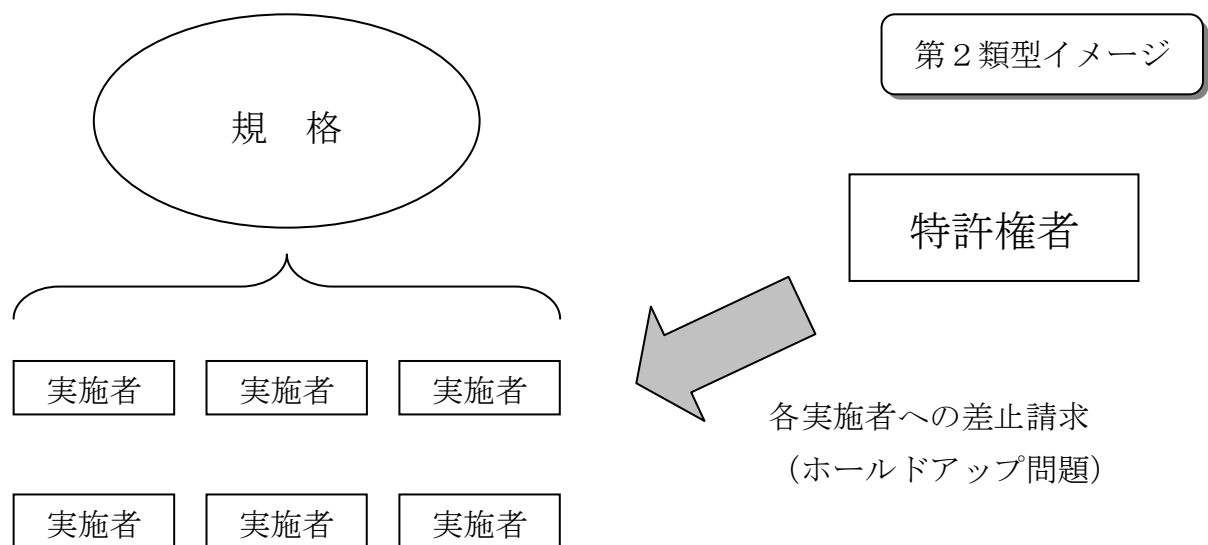 第２類型イメージ
規　格
特許権者
実施者　実施者　実施者
各実施者への差止請求
（ホールドアップ問題）
実施者　実施者　実施者